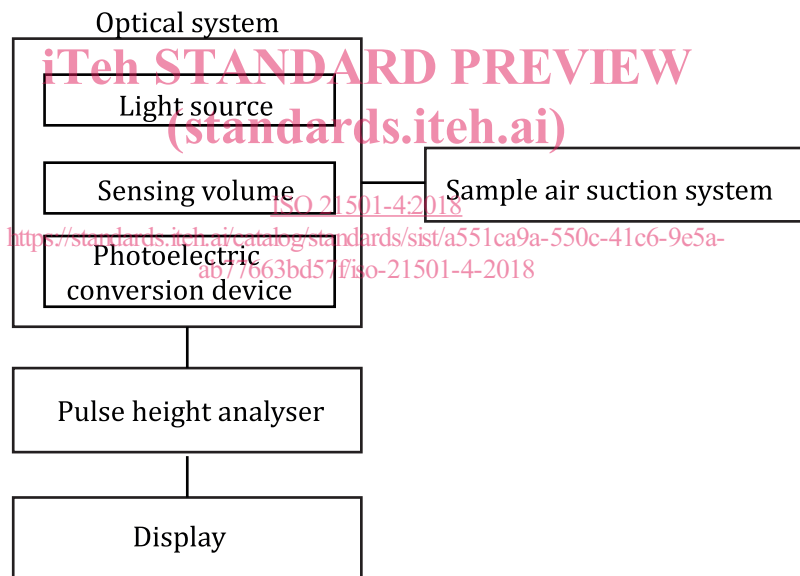 Optical system
iTeh STANDARD PREVIEW
Light source
(standards.iteh.ai)
Sensing volume
Sample air suction system
ISO 21501-4:2018
https://standards.iteh.ai/catalog/standards/sist/a551ca9a-550c-41c6-9e5a-
Photoelectric
ab77663bd57f/iso-21501-4-2018
conversion device
Pulse height analyser
Display